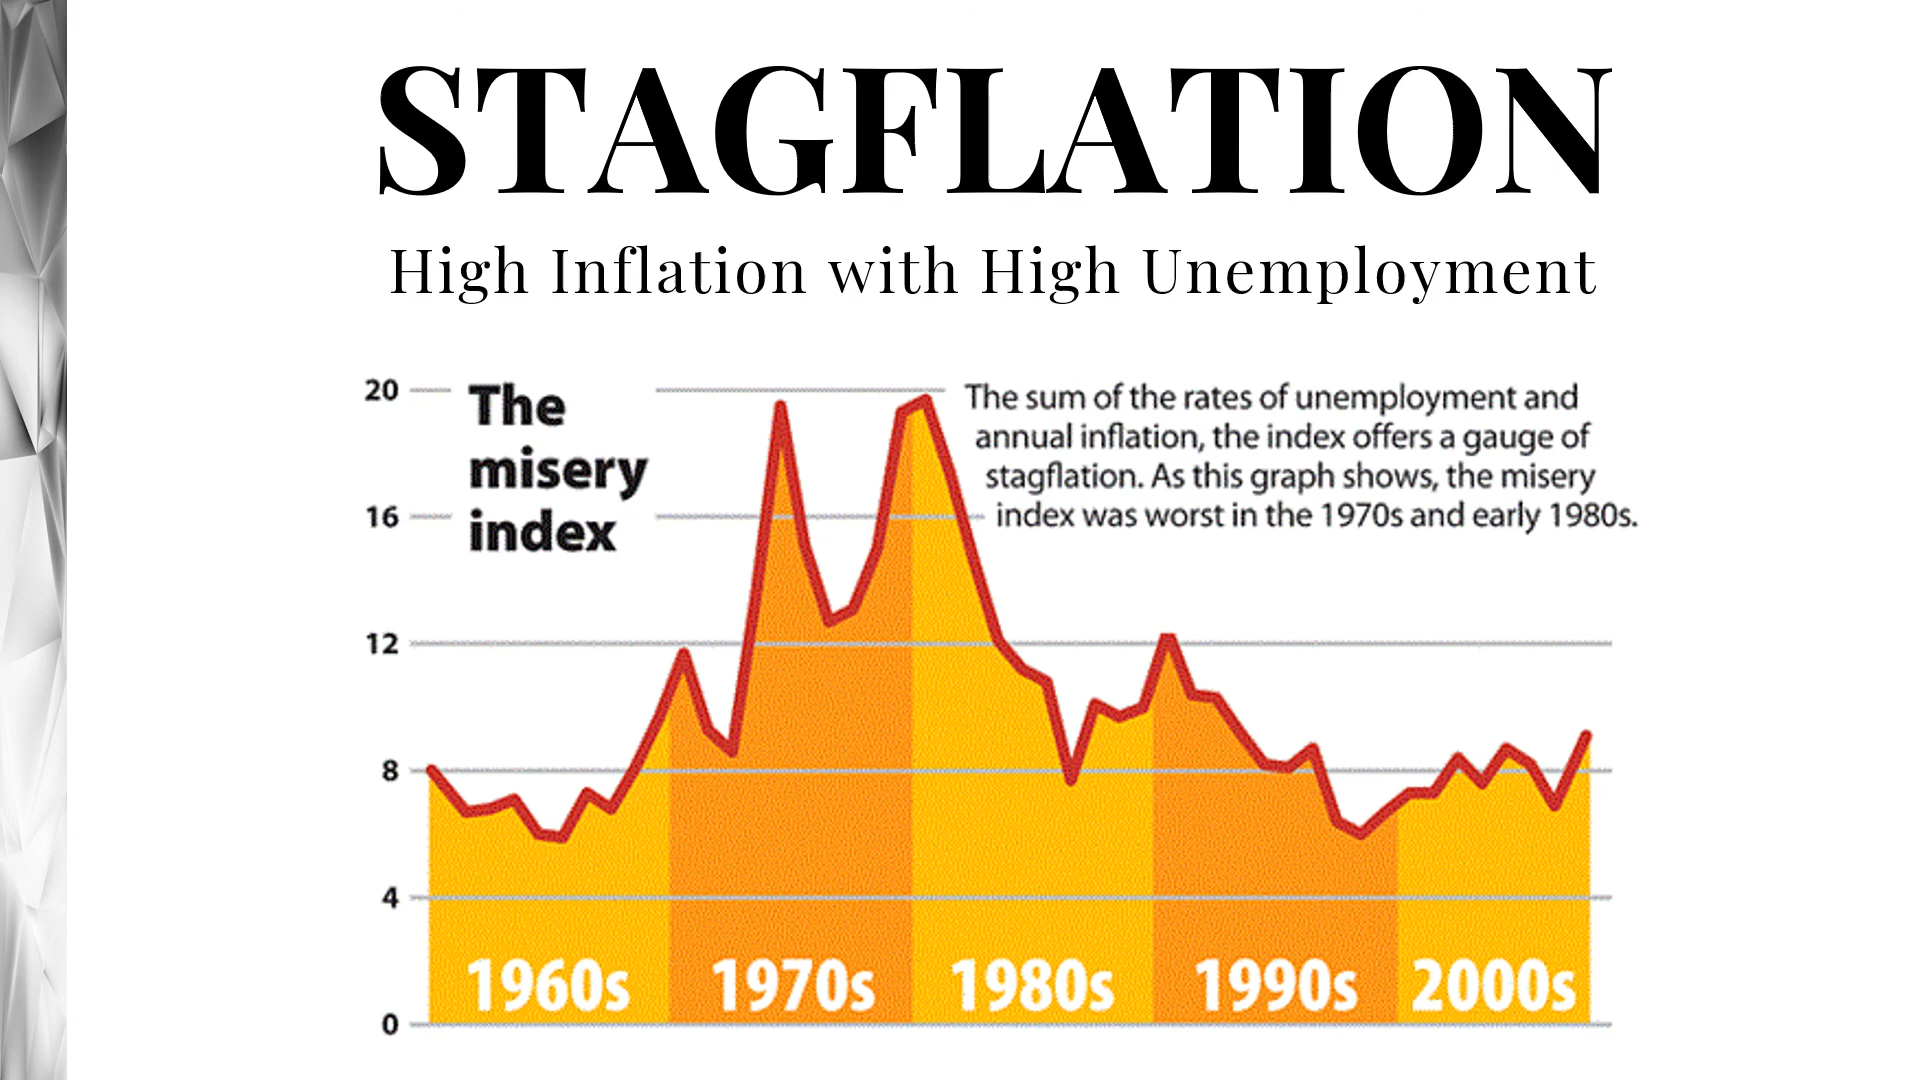 STAGFLATION
High Inflation with High Unemployment
The
misery
index
The sum of the rates of unemployment and
annual inflation, the index offers a gauge of
stagflation. As this graph shows, the misery
index was worst in the 1970s and early 1980s.
20
16
12
8
4
0
1960s 1970s 1980s 1990s 2000s